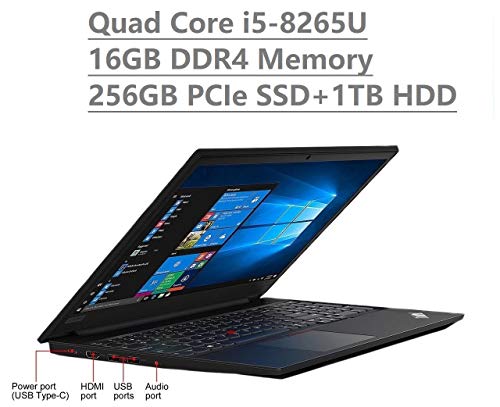 Quad Core i5-8265U
16GB DDR4 Memory
256GB PCIe SSD+1TB HDD
Power port
(USB Type-C)
HDMI
port
USB
ports
Audio
port